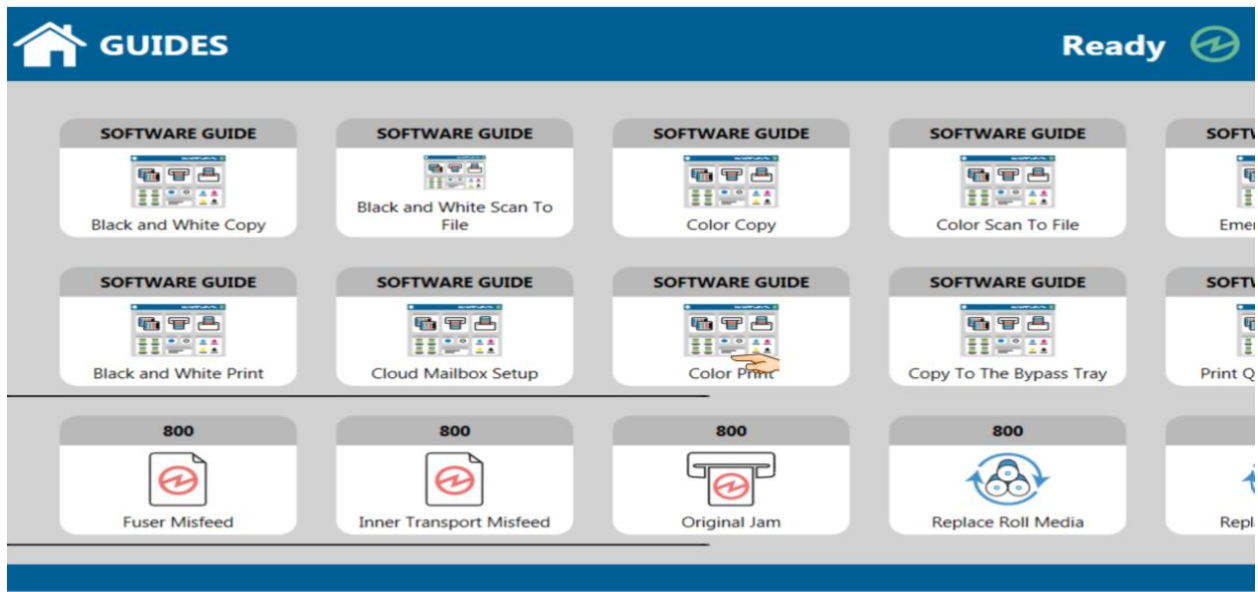 GUIDES
Ready
SOFTWARE GUIDE
Black and White Copy
SOFTWARE GUIDE
Black and White Scan To
File
SOFTWARE GUIDE
Color Copy
SOFTWARE GUIDE
Color Scan To File
SOFTWARE GUIDE
Black and White Print
SOFTWARE GUIDE
Cloud Mailbox Setup
SOFTWARE GUIDE
Color Print
SOFTWARE GUIDE
Copy To The Bypass Tray
800
Fuser Misfeed
800
Inner Transport Misfeed
800
Original Jam
800
Replace Roll Media